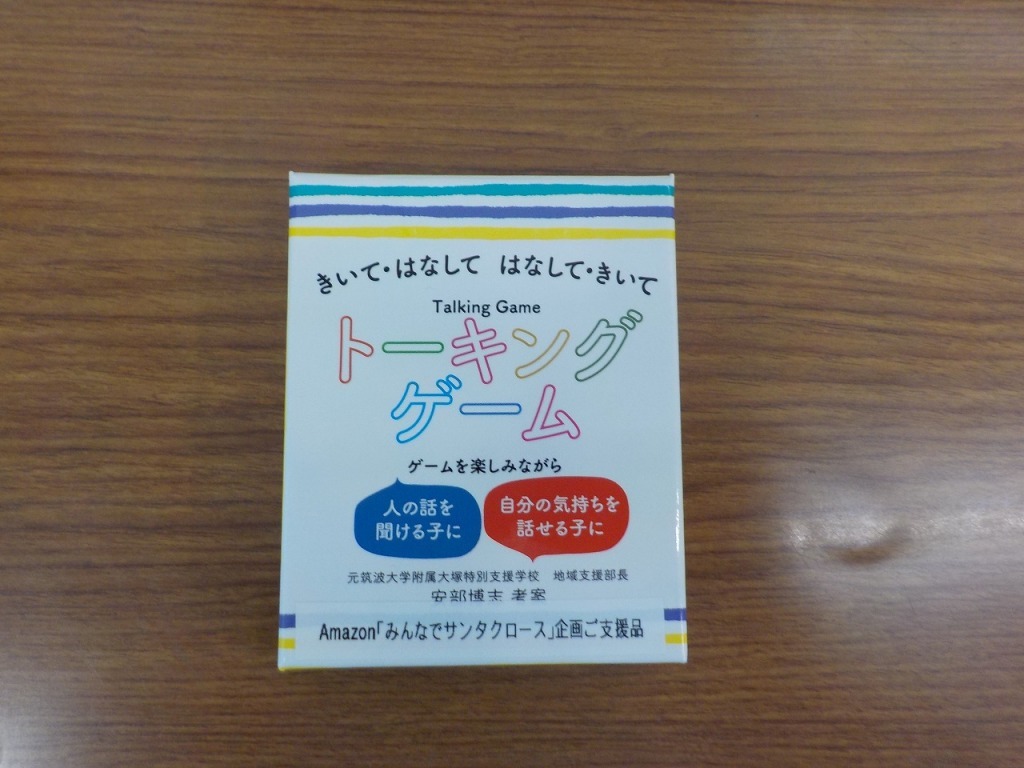 きいて・はなして はなして・きいて
Talking Game
トーキング
ゲーム
ゲームを楽しみながら
人の話を
聞ける子に
自分の気持ちを
話せる子に
元筑波大学附属大塚特別支援学校 地域支援部長
安部博志 考案
Amazon「みんなでサンタクロース」企画ご支援品